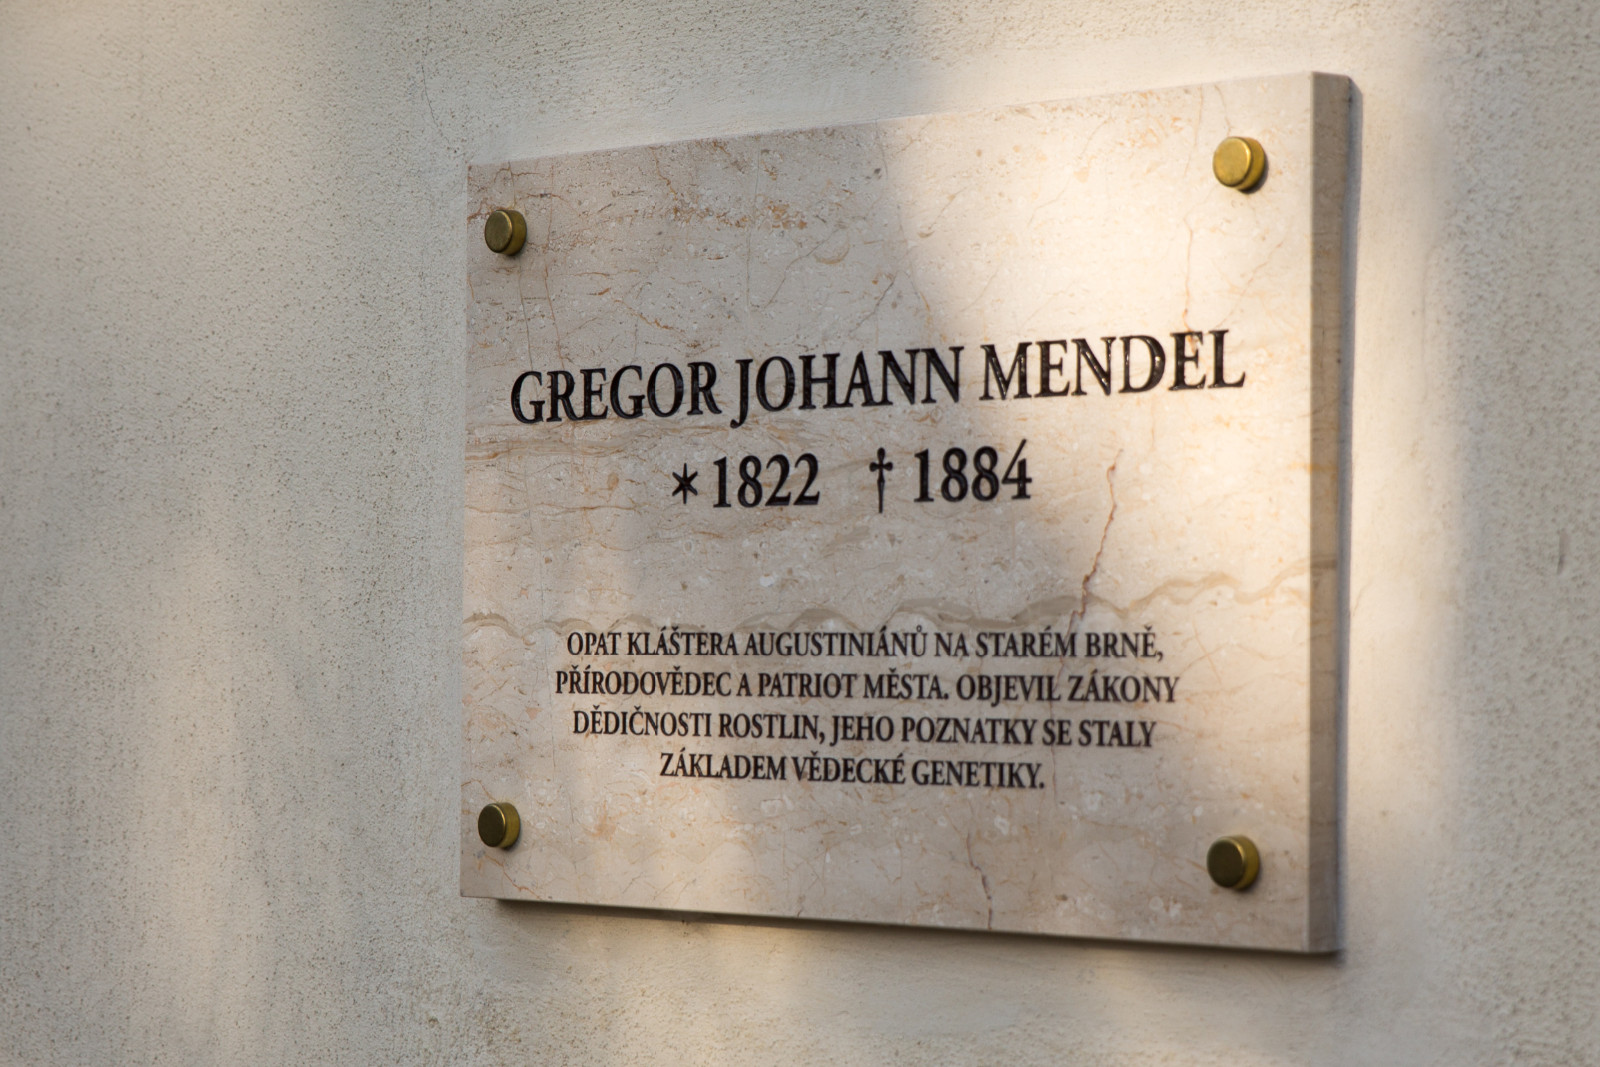 GREGOR JOHANN MENDEL
* 1822 † 1884
OPAT KLÁŠTERA AUGUSTINIÁNŮ NA STARÉM BRNĚ,
PŘÍRODOVĚDEC A PATRIOT MĚSTA. OBJEVIL ZÁKONY
DĚDIČNOSTI ROSTLIN, JEHO POZNATKY SE STALY
ZÁKLADEM VĚDECKÉ GENETIKY.